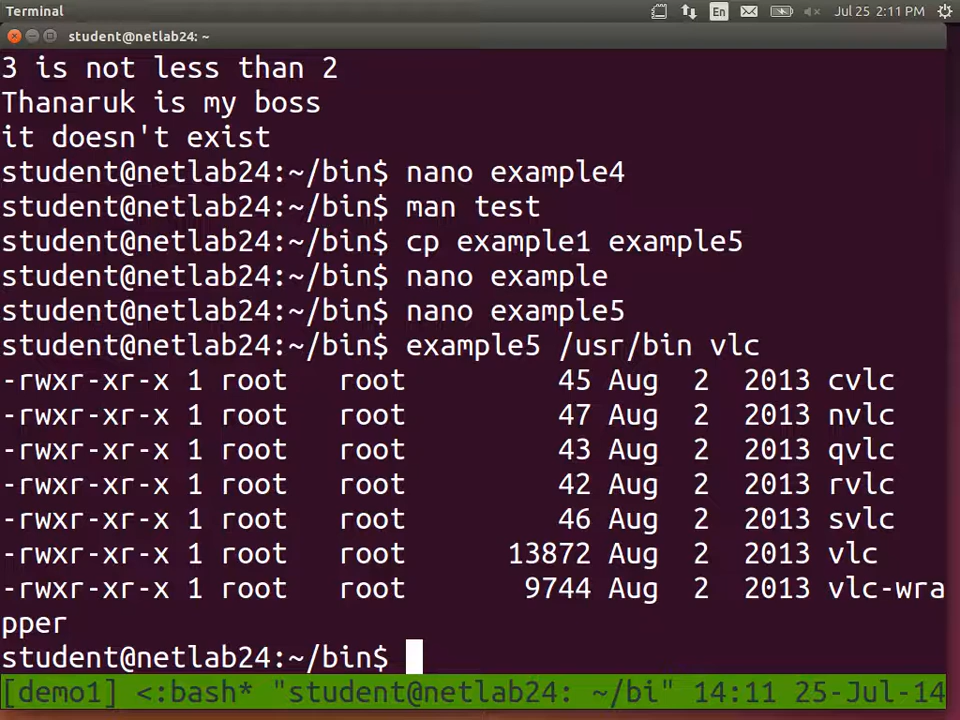 Terminal En Jul 25 2:11 PM
student@netlab24: ~
3 is not less than 2
Thanaruk is my boss
it doesn't exist
student@netlab24:~/bin$ nano example4
student@netlab24:~/bin$ man test
student@netlab24:~/bin$ cp example1 example5
student@netlab24:~/bin$ nano example
student@netlab24:~/bin$ nano example5
student@netlab24:~/bin$ example5 /usr/bin vlc
-rwxr-xr-x 1 root   root         45 Aug  2  2013 cvlc
-rwxr-xr-x 1 root   root         47 Aug  2  2013 nvlc
-rwxr-xr-x 1 root   root         43 Aug  2  2013 qvlc
-rwxr-xr-x 1 root   root         42 Aug  2  2013 rvlc
-rwxr-xr-x 1 root   root         46 Aug  2  2013 svlc
-rwxr-xr-x 1 root   root      13872 Aug  2  2013 vlc
-rwxr-xr-x 1 root   root       9744 Aug  2  2013 vlc-wra
pper
student@netlab24:~/bin$
[demo1] <:bash* "student@netlab24: ~/bi" 14:11 25-Jul-14